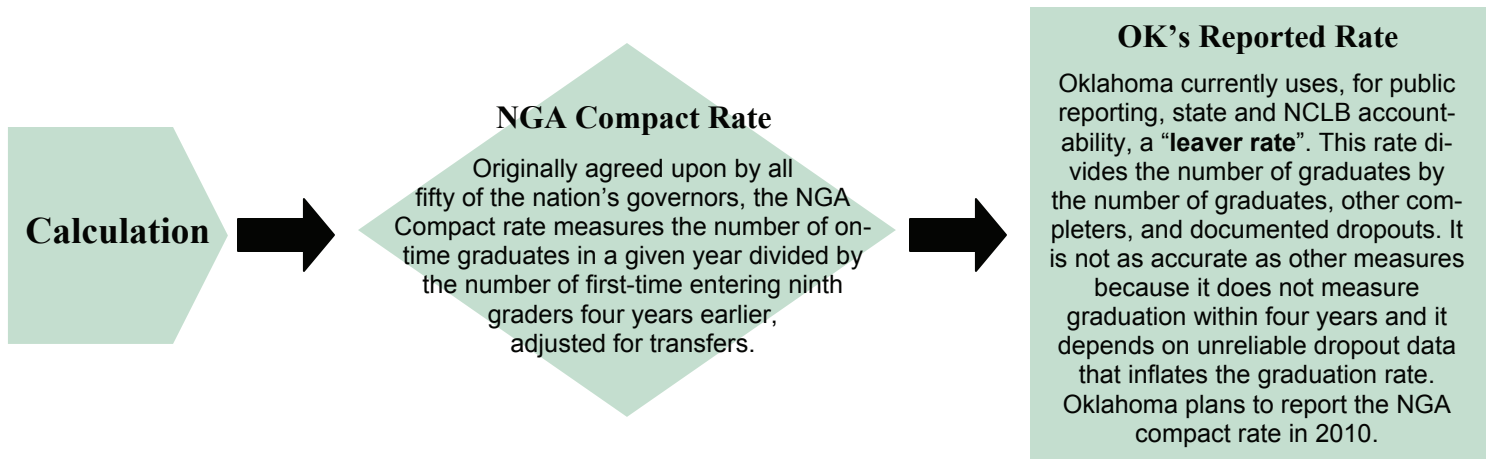 Calculation
NGA Compact Rate
Originally agreed upon by all
fifty of the nation's governors, the NGA
Compact rate measures the number of on-
time graduates in a given year divided by
the number of first-time entering ninth
graders four years earlier,
adjusted for transfers.
OK's Reported Rate
Oklahoma currently uses, for public
reporting, state and NCLB account-
ability, a “leaver rate”. This rate di-
vides the number of graduates by
the number of graduates, other com-
pleters, and documented dropouts. It
is not as accurate as other measures
because it does not measure
graduation within four years and it
depends on unreliable dropout data
that inflates the graduation rate.
Oklahoma plans to report the NGA
compact rate in 2010.